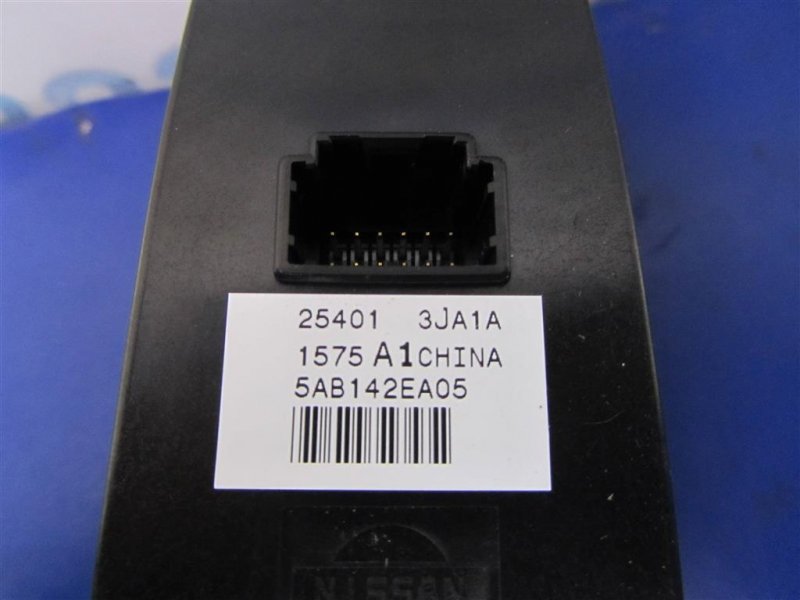 25401 3JA1A
1575 A1 CHINA
5AB142EA05
NISSAN